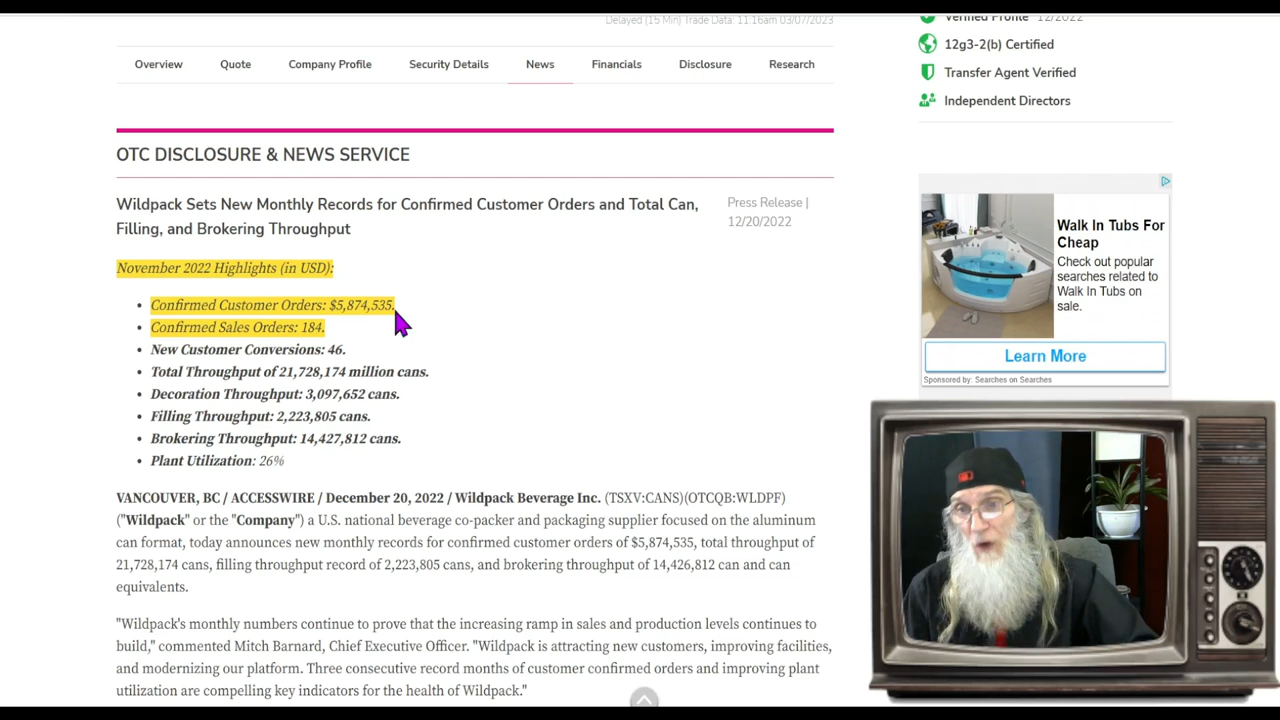 Delayed (15 Min) Trade Data: 11:16am 03/07/2023
Overview Quote Company Profile Security Details News Financials Disclosure Research
OTC DISCLOSURE & NEWS SERVICE
Wildpack Sets New Monthly Records for Confirmed Customer Orders and Total Can,
Filling, and Brokering Throughput
Press Release |
12/20/2022
November 2022 Highlights (in USD):
• Confirmed Customer Orders: $5,874,535.
• Confirmed Sales Orders: 184.
• New Customer Conversions: 46.
• Total Throughput of 21,728,174 million cans.
• Decoration Throughput: 3,097,652 cans.
• Filling Throughput: 2,223,805 cans.
• Brokering Throughput: 14,427,812 cans.
• Plant Utilization: 26%
VANCOUVER, BC / ACCESSWIRE / December 20, 2022 / Wildpack Beverage Inc. (TSXV:CANS)(OTCQB:WLDPF)
("Wildpack" or the "Company") a U.S. national beverage co-packer and packaging supplier focused on the aluminum
can format, today announces new monthly records for confirmed customer orders of $5,874,535, total throughput of
21,728,174 cans, filling throughput record of 2,223,805 cans, and brokering throughput of 14,426,812 can and can
equivalents.
"Wildpack's monthly numbers continue to prove that the increasing ramp in sales and production levels continues to
build," commented Mitch Barnard, Chief Executive Officer. "Wildpack is attracting new customers, improving facilities,
and modernizing our platform. Three consecutive record months of customer confirmed orders and improving plant
utilization are compelling key indicators for the health of Wildpack."
Verified Profile 12/2022
12g3-2(b) Certified
Transfer Agent Verified
Independent Directors
Walk In Tubs For
Cheap
Check out popular
searches related to
Walk In Tubs on
sale.
Learn More
Sponsored by: Searches on Searches